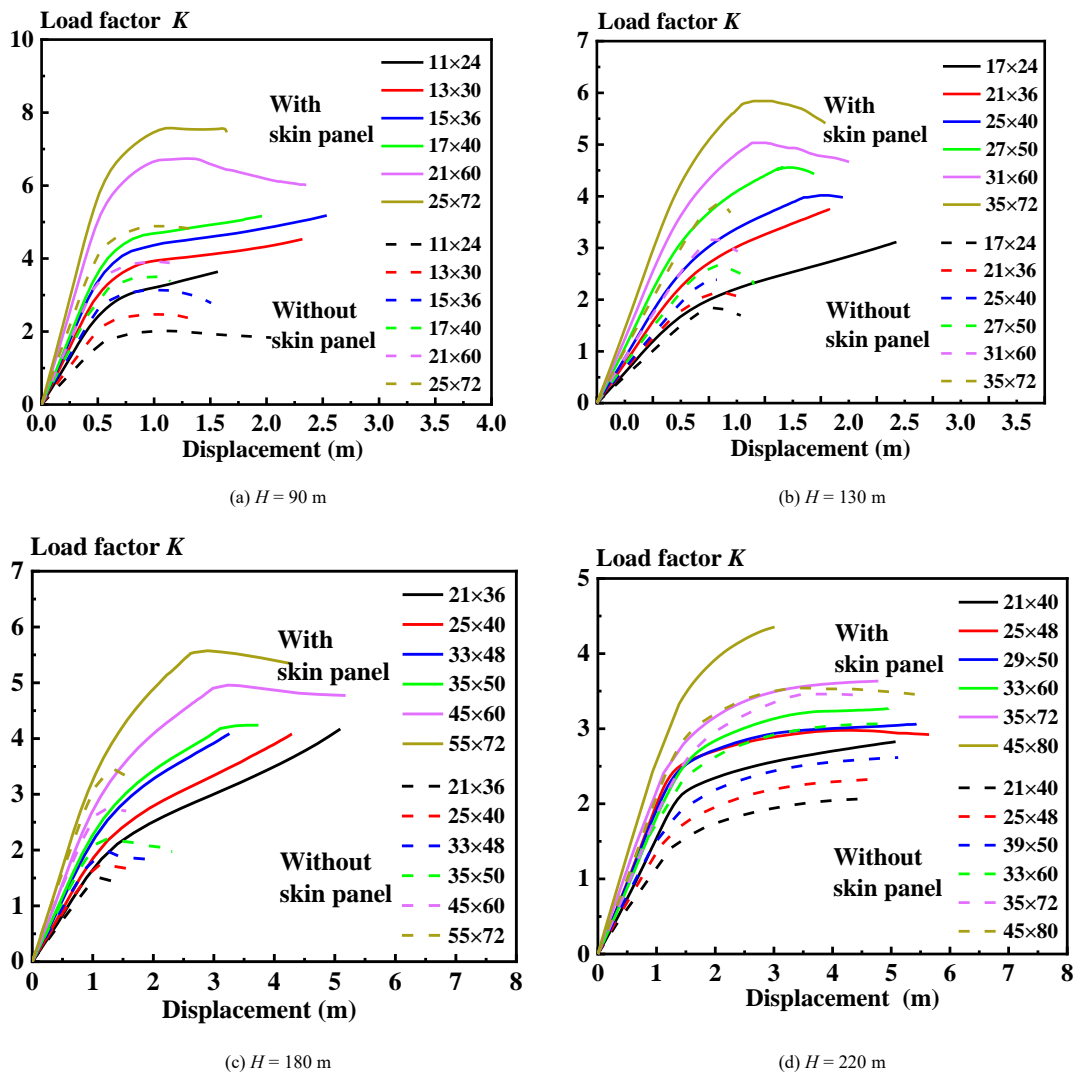 Load factor K
10
8
6
4
2
0
0.0 0.5 1.0 1.5 2.0 2.5 3.0 3.5 4.0
Displacement (m)
With
skin panel
Without
skin panel
11×24
13×30
15×36
17×40
21×60
25×72
11×24
13×30
15×36
17×40
21×60
25×72
(a) H = 90 m
Load factor K
7
6
5
4
3
2
1
0
0.0 0.5 0.5 1.0 1.5 2.0 2.5 3.5
Displacement (m)
With
skin panel
Without
skin panel
17×24
21×36
25×40
27×50
31×60
35×72
17×24
21×36
25×40
27×50
31×60
35×72
(b) H = 130 m
Load factor K
7
6
5
4
3
2
1
0
0 1 2 3 4 5 6 7 8
Displacement (m)
With
skin panel
Without
skin panel
21×36
25×40
33×48
35×50
45×60
55×72
21×36
25×40
33×48
35×50
45×60
55×72
(c) H = 180 m
Load factor K
5
4
3
2
1
0
0 1 2 3 4 5 6 7 8
Displacement (m)
With
skin panel
Without
skin panel
21×40
25×48
29×50
33×60
35×72
45×80
21×40
25×48
39×50
33×60
35×72
45×80
(d) H = 220 m